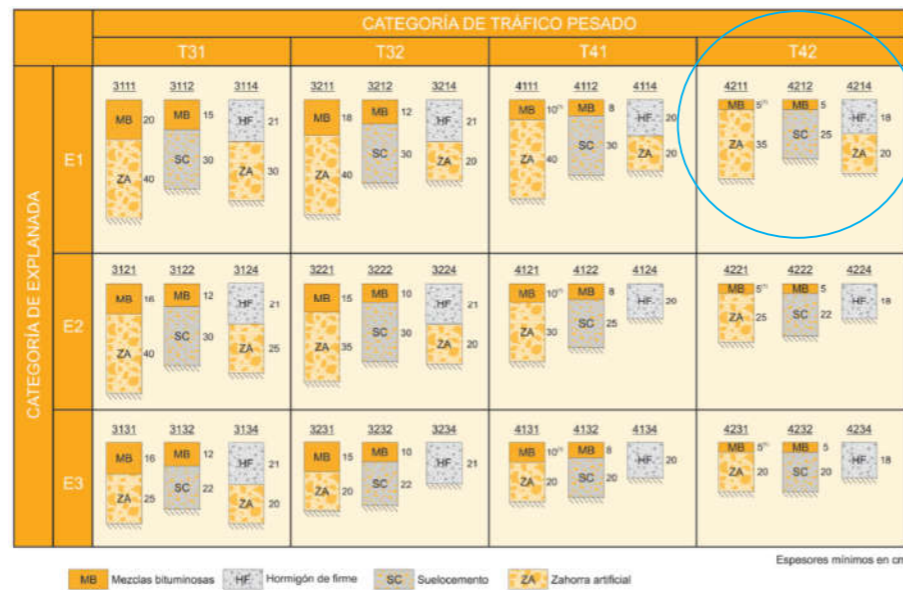 CATEGORÍA DE TRÁFICO PESADO
T31 T32 T41 T42
CATEGORÍA DE EXPLANADA
E1
3111 3112 3114 3211 3212 3214 4111 4112 4114 4211 4212 4214
MB 20 MB 15 HF 21 MB 18 MB 12 HF 21 MB 10(*) MB 8 HF 20 MB 5(*) MB 5 HF 18
ZA 40 SC 30 ZA 30 ZA 40 SC 30 ZA 20 ZA 40 SC 30 ZA 20 ZA 35 SC 25 ZA 20
E2
3121 3122 3124 3221 3222 3224 4121 4122 4124 4221 4222 4224
MB 16 MB 12 HF 21 MB 15 MB 10 HF 21 MB 10(*) MB 8 HF 20 MB 5(*) MB 5 HF 18
ZA 40 SC 30 ZA 25 ZA 35 SC 30 ZA 20 ZA 30 SC 25 ZA 25 SC 22
E3
3131 3132 3134 3231 3232 3234 4131 4132 4134 4231 4232 4234
MB 16 MB 12 HF 21 MB 15 MB 10 HF 21 MB 10(*) MB 8 HF 20 MB 5(*) MB 5 HF 18
ZA 25 SC 22 ZA 20 ZA 20 SC 22 ZA 20 SC 20 ZA 20 SC 20
Espesores mínimos en cm
MB Mezclas bituminosas HF Hormigón de firme SC Suelocemento ZA Zahorra artificial